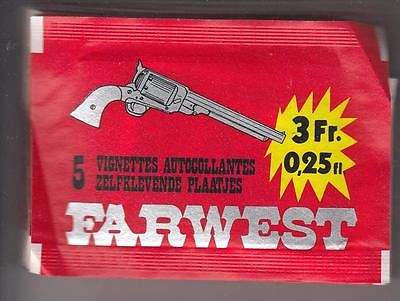 3 Fr.
0,25 fl
5 VIGNETTES AUTOCOLLANTES
ZELFKLEVENDE PLAATJES
FARWEST